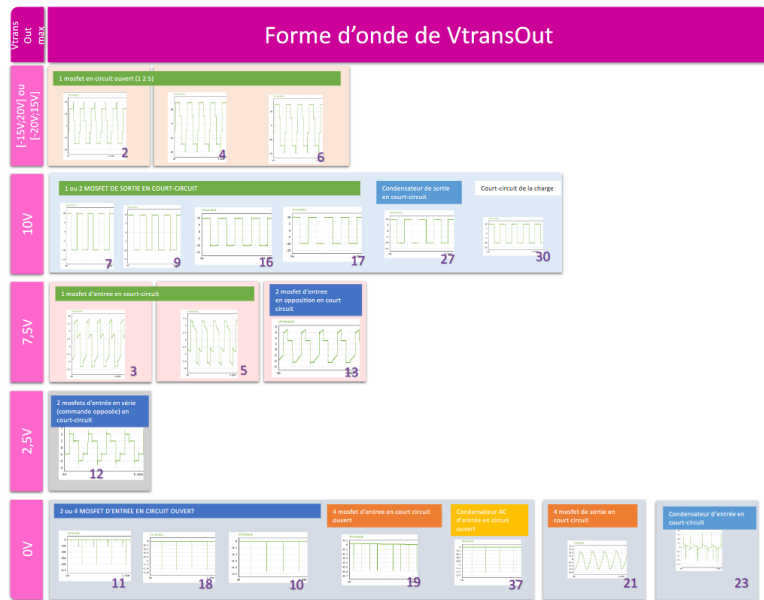 Vtrans
Out
max
Forme d’onde de VtransOut
[-15V;20V] ou
[-20V;15V]
1 mosfet en circuit ouvert (1 2 5)
2
4
6
10V
1 ou 2 MOSFET DE SORTIE EN COURT-CIRCUIT
Condensateur de sortie
en court-circuit
Court-circuit de la charge
7
9
16
17
27
30
7,5V
1 mosfet d’entree en court-circuit
2 mosfet d’entree
en opposition en court
circuit
3
5
13
2,5V
2 mosfets d’entrée en série
(commande opposée) en
court-circuit
12
0V
2 ou 4 MOSFET D’ENTREE EN CIRCUIT OUVERT
4 mosfet d’entree en court circuit
ouvert
Condensateur AC
d’entrée en circuit
ouvert
4 mosfet de sortie en
court circuit
Condensateur d’entrée en
court-circuit
11
18
10
19
37
21
23